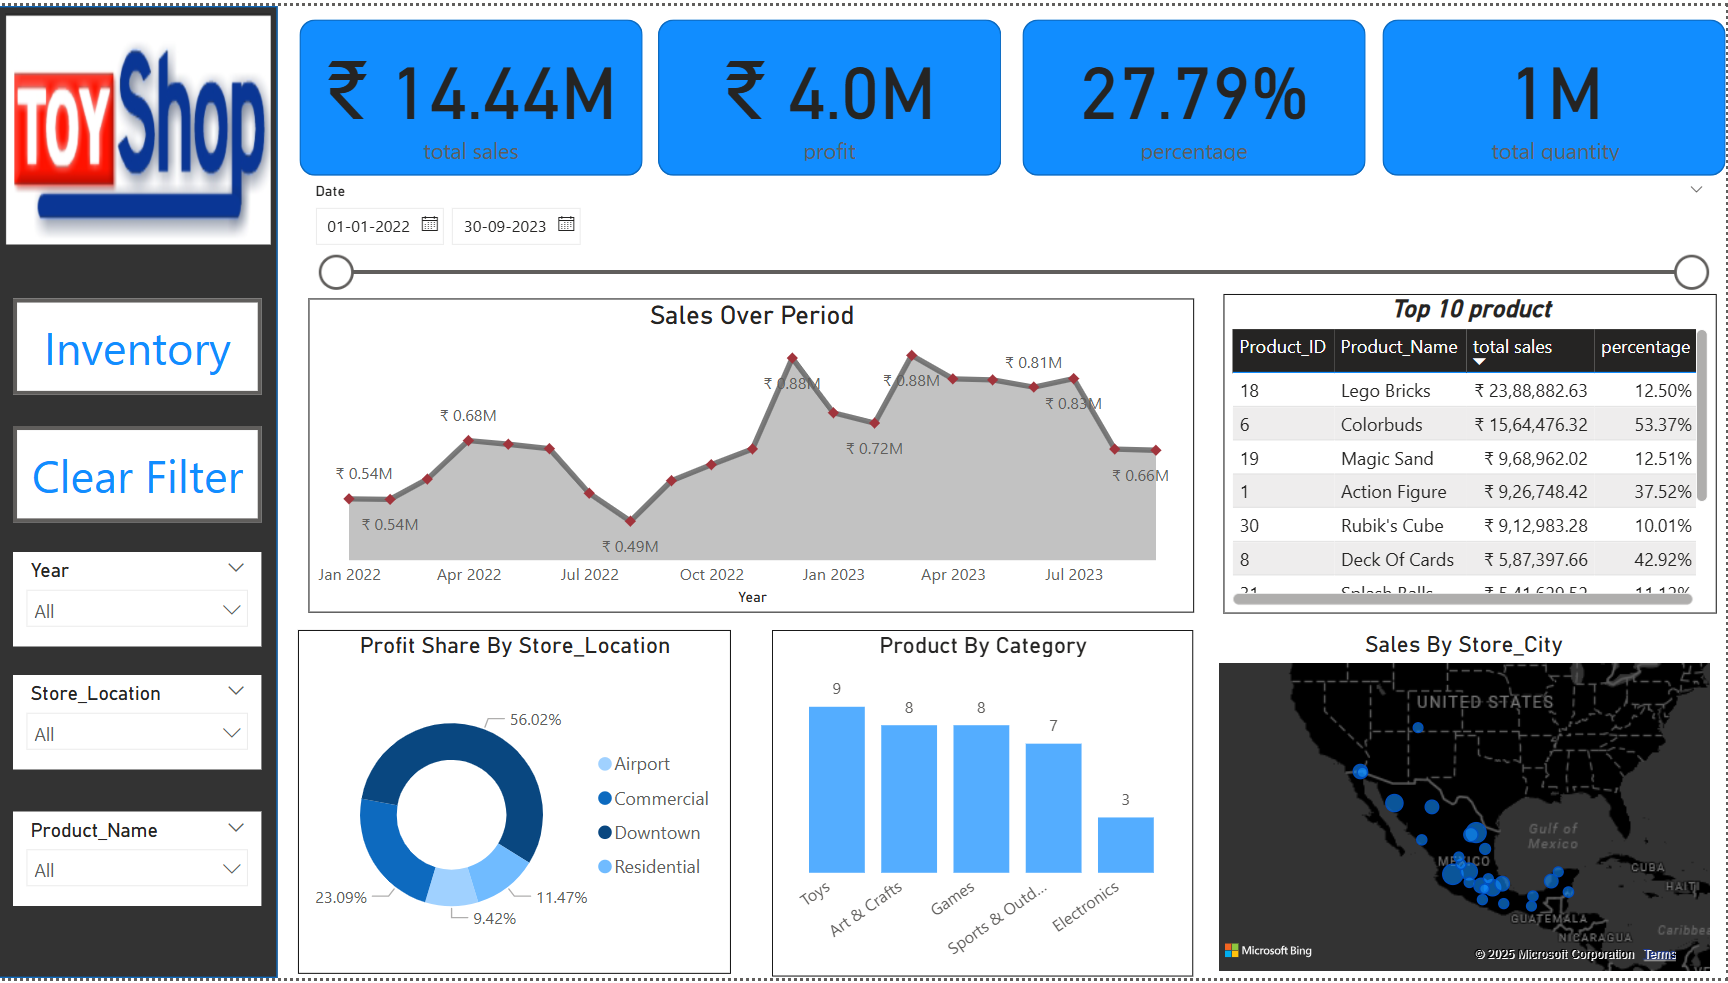 TOY Shop
₹ 14.44M
total sales
₹ 4.0M
profit
27.79%
percentage
1M
total quantity
Date
01-01-2022 30-09-2023
Inventory
Clear Filter
Year
All
Store_Location
All
Product_Name
All
Sales Over Period
₹ 0.54M
₹ 0.54M
₹ 0.68M
₹ 0.49M
₹ 0.88M
₹ 0.72M
₹ 0.88M
₹ 0.81M
₹ 0.83M
₹ 0.66M
Jan 2022 Apr 2022 Jul 2022 Oct 2022 Jan 2023 Apr 2023 Jul 2023
Year
Top 10 product
Product_ID Product_Name total sales percentage
18 Lego Bricks ₹ 23,88,882.63 12.50%
6 Colorbuds ₹ 15,64,476.32 53.37%
19 Magic Sand ₹ 9,68,962.02 12.51%
1 Action Figure ₹ 9,26,748.42 37.52%
30 Rubik's Cube ₹ 9,12,983.28 10.01%
8 Deck Of Cards ₹ 5,87,397.66 42.92%
31 Splash Balls ₹ 5,41,629.52 11.12%
Profit Share By Store_Location
56.02%
23.09%
9.42%
11.47%
Airport
Commercial
Downtown
Residential
Product By Category
9
8
8
7
3
Toys
Art & Crafts
Games
Sports & Outd...
Electronics
Sales By Store_City
UNITED STATES
Gulf of
Mexico
MEXICO
CUBA
HAITI
GUATEMALA
NICARAGUA
Caribbea
Microsoft Bing
© 2025 Microsoft Corporation Terms